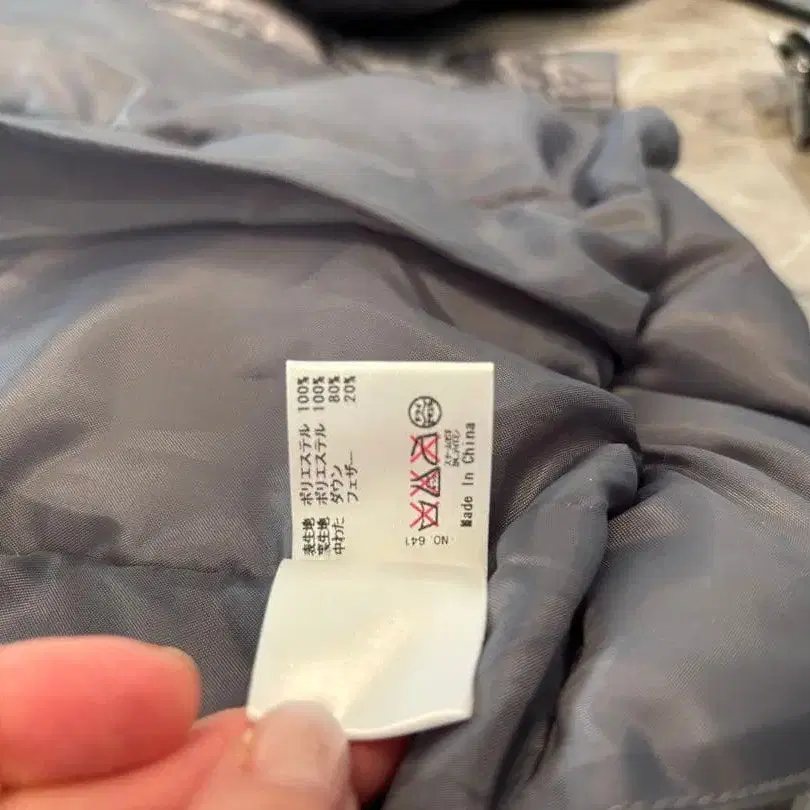 表生地 ポリエステル 100%
裏生地 ポリエステル 100%
中わた ダウン 80%
フェザー 20%
Made In China
NO. 641